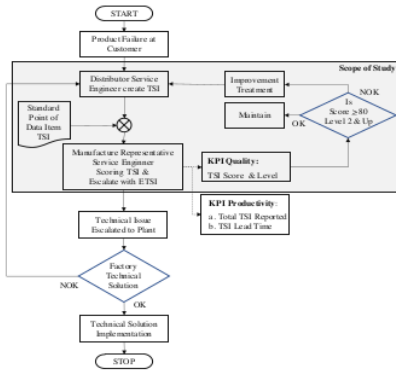 START
Product Failure at
Customer
Scope of Study
Distributor Service
Engineer create TSI
Improvement
Treatment
NOK
Standard
Point of
Data Item
TSI
Maintain
OK
Is
Score ≥80
Level 2 & Up
Manufacture Representative
Service Enginner
Scoring TSI &
Escalate with ETSI
KPI Quality:
TSI Score & Level
KPI Productivity:
a. Total TSI Reported
b. TSI Lead Time
Technical Issue
Escalated to Plant
Factory
Technical
Solution
NOK
OK
Technical Solution
Implementation
STOP